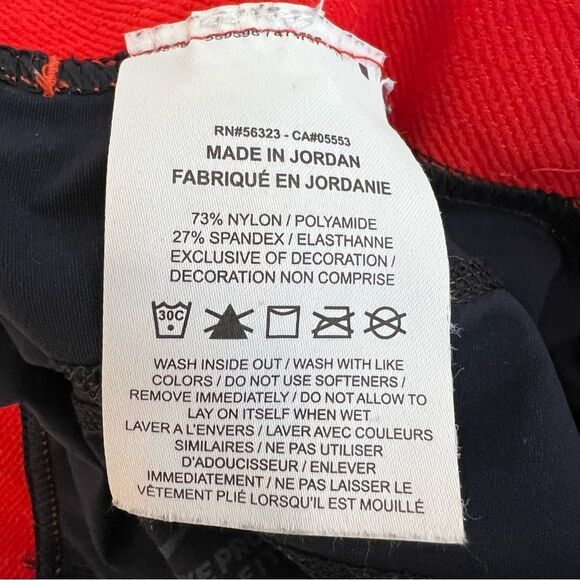 RN#56323 - CA#05553
MADE IN JORDAN
FABRIQUÉ EN JORDANIE
73% NYLON / POLYAMIDE
27% SPANDEX / ELASTHANNE
EXCLUSIVE OF DECORATION /
DECORATION NON COMPRISE
30C
WASH INSIDE OUT / WASH WITH LIKE
COLORS / DO NOT USE SOFTENERS /
REMOVE IMMEDIATELY / DO NOT ALLOW TO
LAY ON ITSELF WHEN WET
LAVER A L'ENVERS / LAVER AVEC COULEURS
SIMILAIRES / NE PAS UTILISER
D'ADOUCISSEUR / ENLEVER
IMMEDIATEMENT / NE PAS LAISSER LE
VÊTEMENT PLIÉ LORSQU'IL EST MOUILLÉ